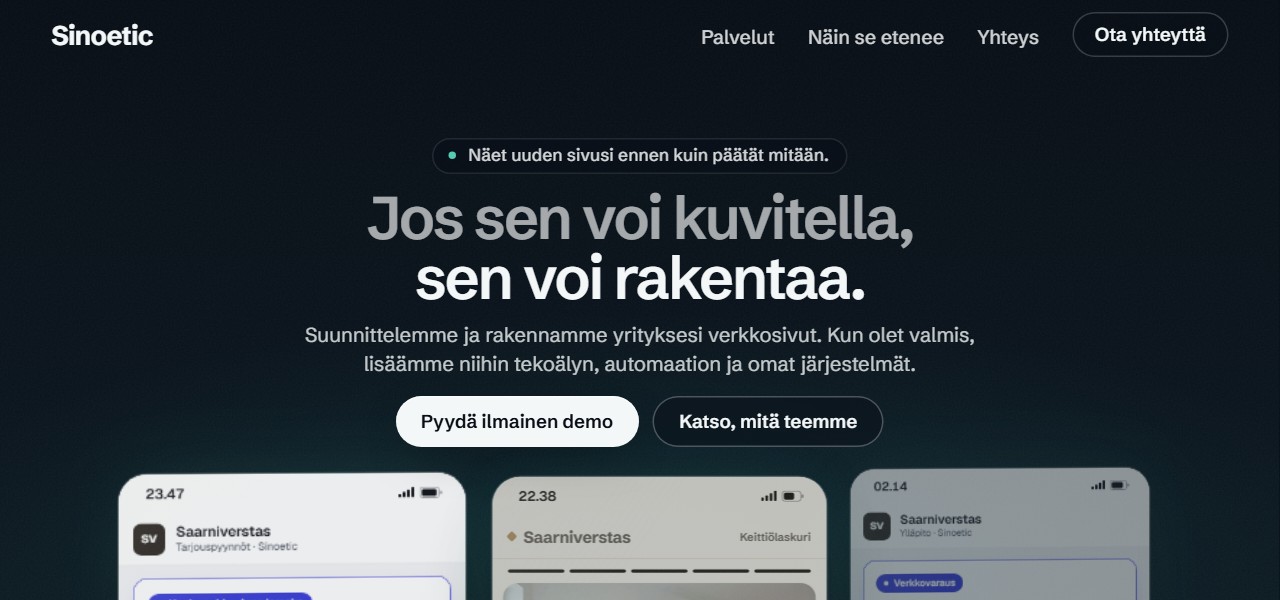 Sinoetic
Palvelut
Näin se etenee
Yhteys
Ota yhteyttä
Näet uuden sivusi ennen kuin päätät mitään.
Jos sen voi kuvitella,
sen voi rakentaa.
Suunnittelemme ja rakennamme yrityksesi verkkosivut. Kun olet valmis,
lisäämme niihin tekoälyn, automaation ja omat järjestelmät.
Pyydä ilmainen demo
Katso, mitä teemme
23.47
SV
Saarniverstas
Tarjouspyynnöt · Sinoetic
22.38
Saarniverstas
Keittiölaskuri
02.14
SV
Saarniverstas
Ylläpito · Sinoetic
Verkkovaraus